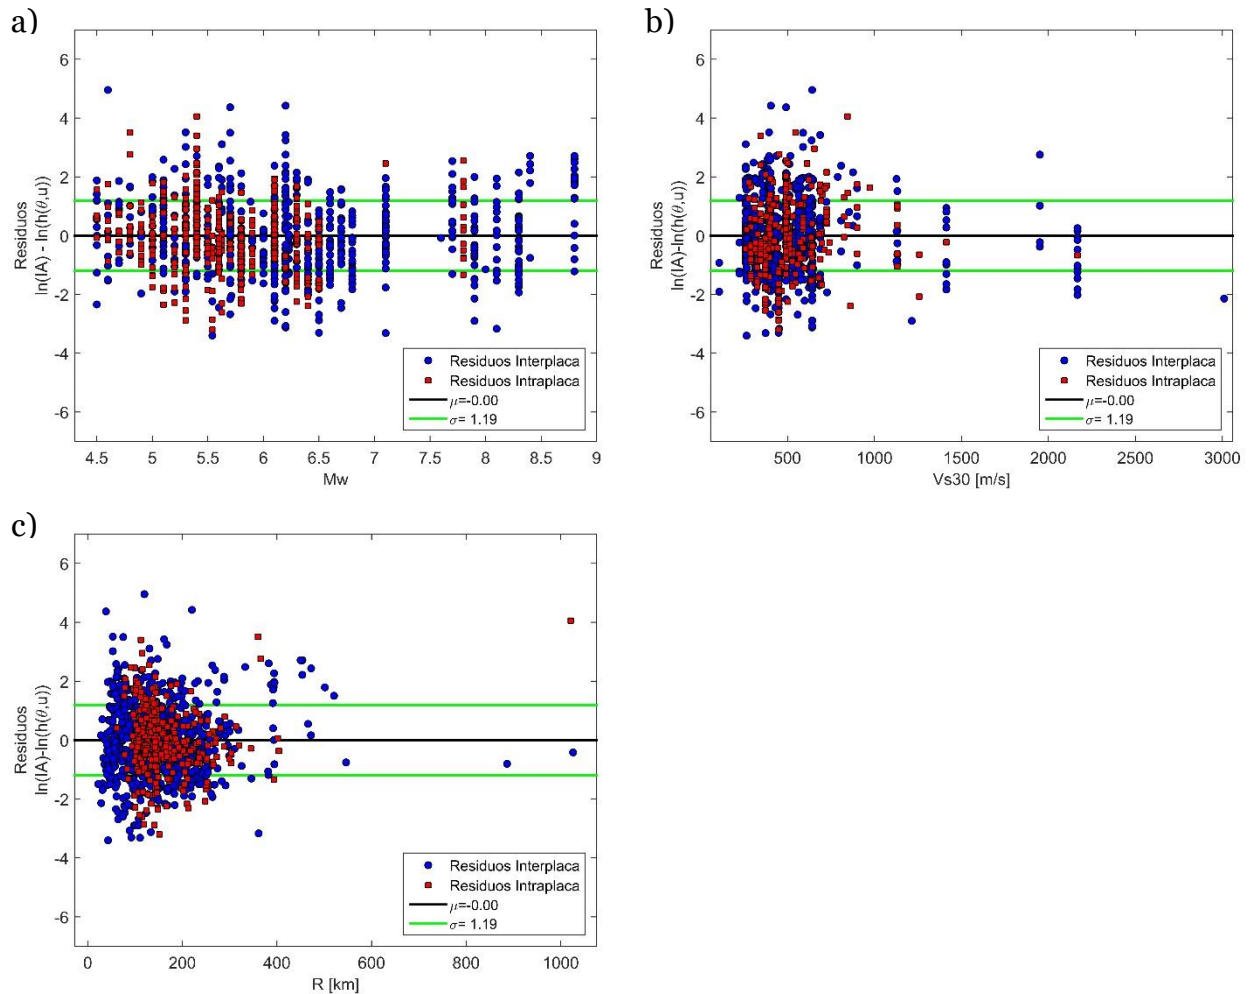 a)
6
4
2
0
-2
-4
-6
Residuos
ln(IA) - ln(h(θ,u))
4.5 5 5.5 6 6.5 7 7.5 8 8.5 9
Mw
Residuos Interplaca
Residuos Intraplaca
μ=-0.00
σ= 1.19
b)
6
4
2
0
-2
-4
-6
Residuos
ln(IA)-ln(h(θ,u))
500 1000 1500 2000 2500 3000
Vs30 [m/s]
Residuos Interplaca
Residuos Intraplaca
μ=-0.00
σ= 1.19
c)
6
4
2
0
-2
-4
-6
Residuos
ln(IA)-ln(h(θ,u))
0 200 400 600 800 1000
R [km]
Residuos Interplaca
Residuos Intraplaca
μ=-0.00
σ= 1.19